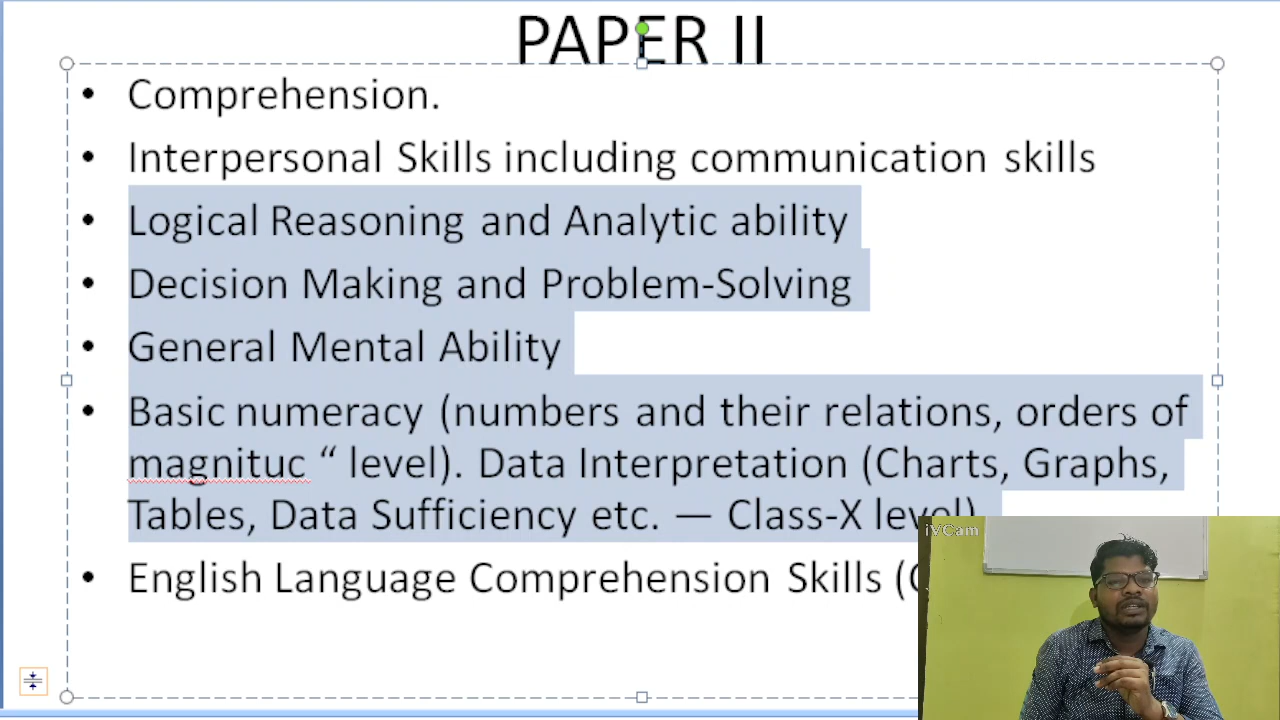 PAPER II
• Comprehension.
• Interpersonal Skills including communication skills
• Logical Reasoning and Analytic ability
• Decision Making and Problem-Solving
• General Mental Ability
• Basic numeracy (numbers and their relations, orders of
magnituc “ level). Data Interpretation (Charts, Graphs,
Tables, Data Sufficiency etc. — Class-X level)
• English Language Comprehension Skills (
iVCam